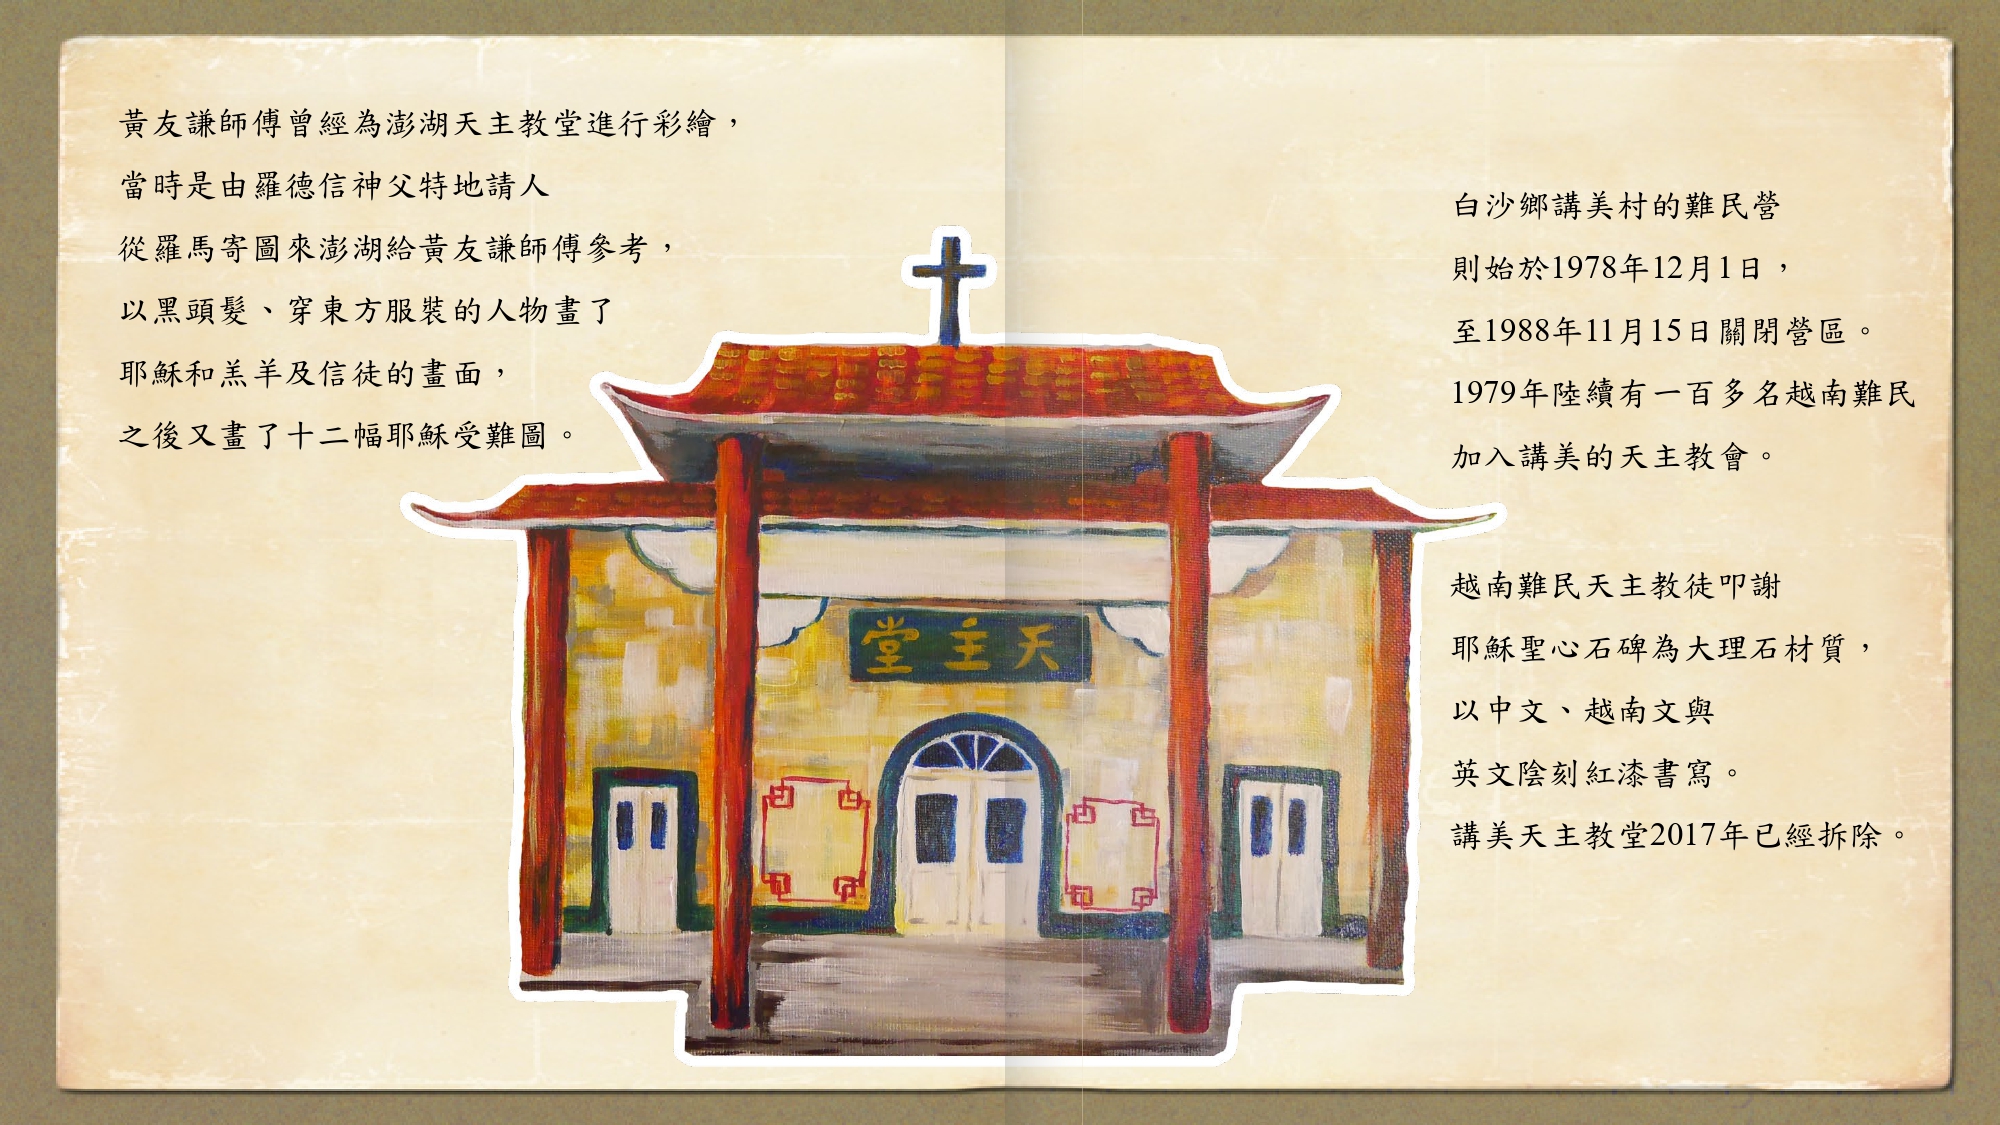 黃友謙師傅曾經為澎湖天主教堂進行彩繪，
當時是由羅德信神父特地請人
從羅馬寄圖來澎湖給黃友謙師傅參考，
以黑頭髮、穿東方服裝的人物畫了
耶穌和羔羊及信徒的畫面，
之後又畫了十二幅耶穌受難圖。
堂主天
白沙鄉講美村的難民營
則始於1978年12月1日，
至1988年11月15日關閉營區。
1979年陸續有一百多名越南難民
加入講美的天主教會。
越南難民天主教徒叩謝
耶穌聖心石碑為大理石材質，
以中文、越南文與
英文陰刻紅漆書寫。
講美天主教堂2017年已經拆除。